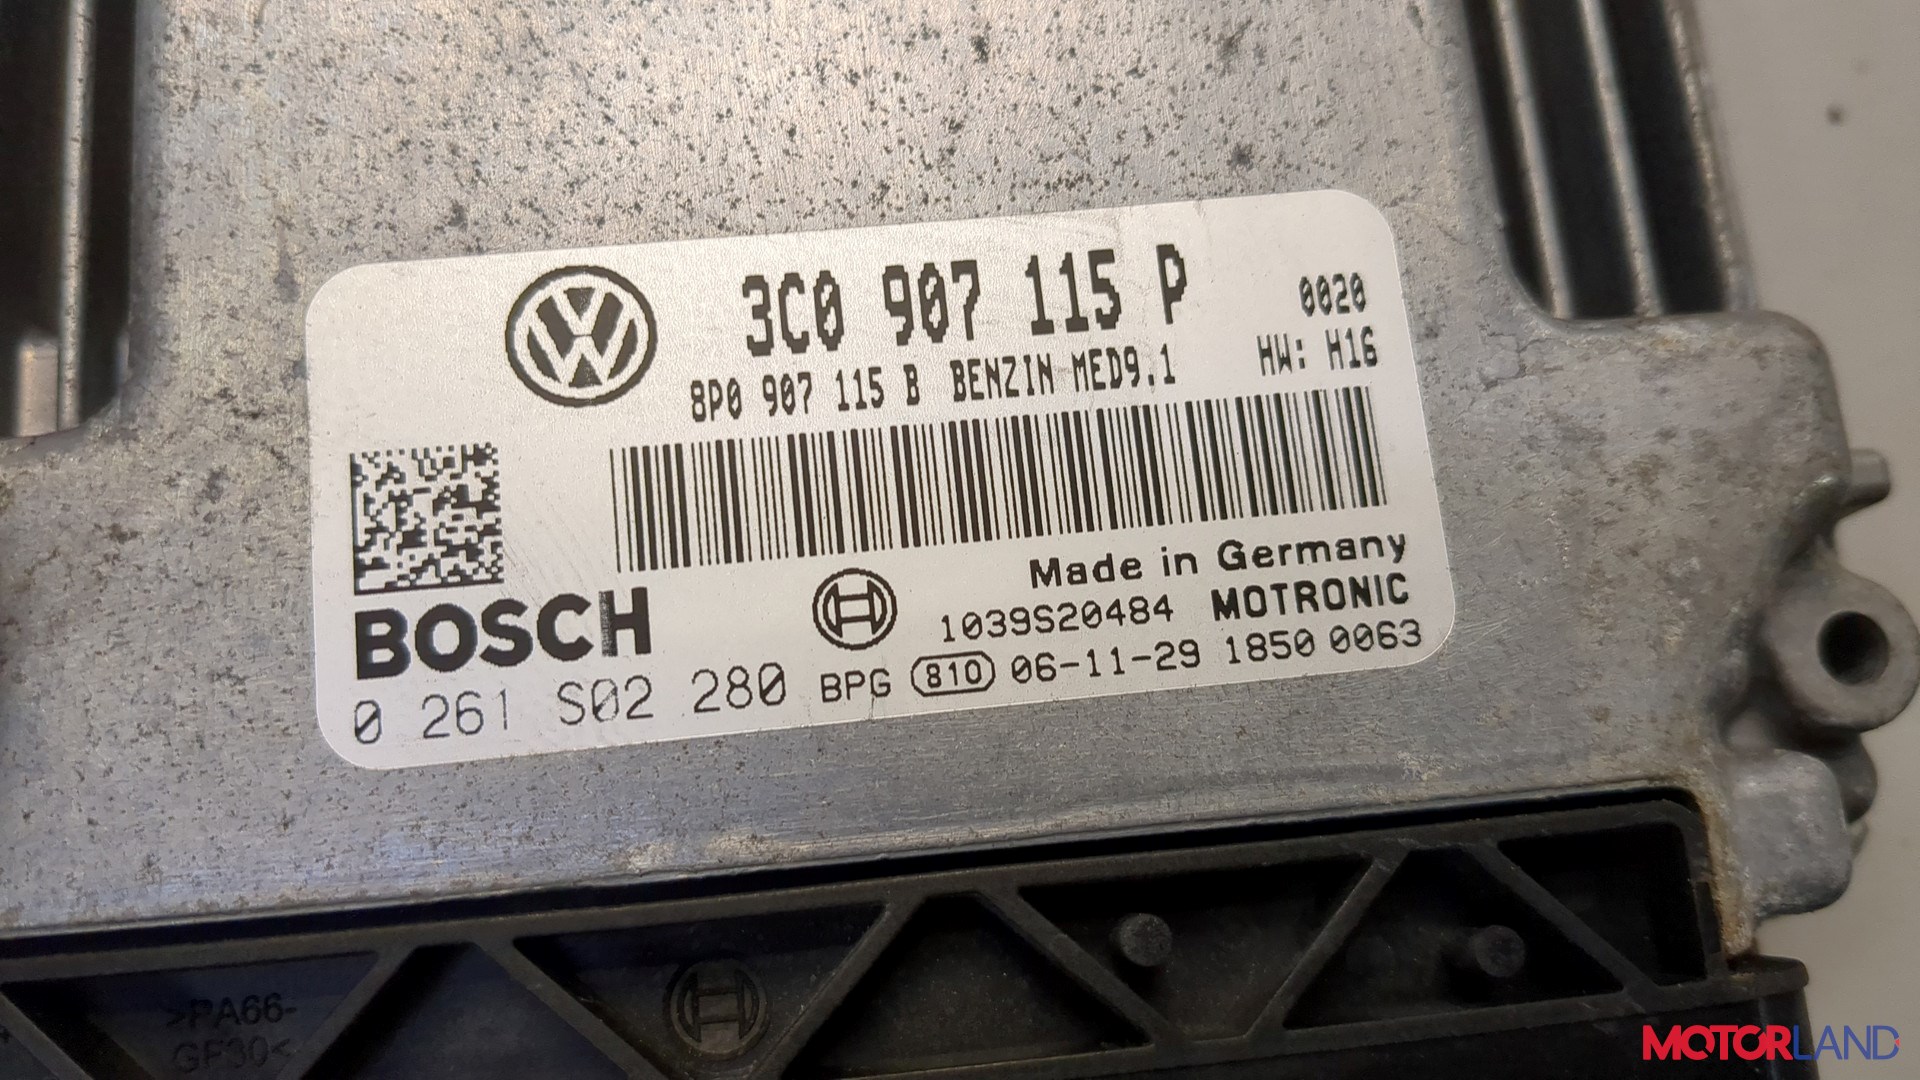 3C0 907 115 P
0020
8P0 907 115 B BENZIN MED9.1
HW: H16
Made in Germany
BOSCH
1039S20484 MOTRONIC
0 261 S02 280 BPG 810 06-11-29 1850 0063
>PA66-
GF30<
MOTORLAND